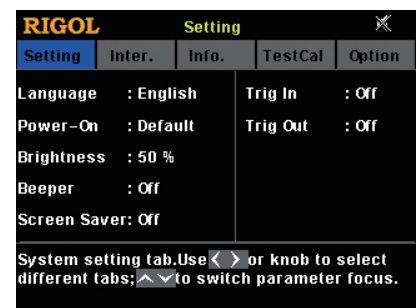 RIGOL Setting
Setting Inter. Info. TestCal Option
Language : English Trig In : Off
Power-On : Default Trig Out : Off
Brightness : 50 %
Beeper : Off
Screen Saver: Off
System setting tab.Use < > or knob to select
different tabs; to switch parameter focus.